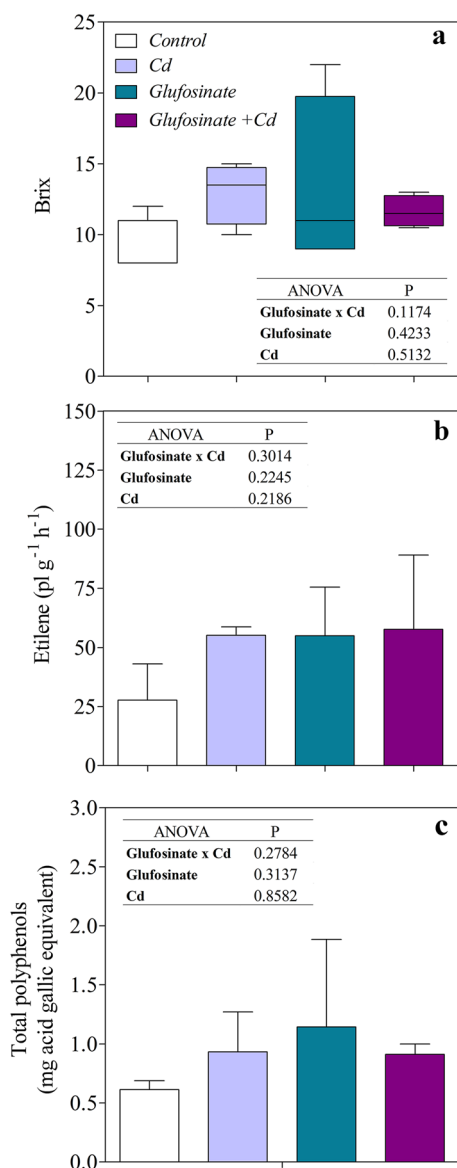 a
Control
Cd
Glufosinate
Glufosinate +Cd
25
20
15
10
5
0
Brix
ANOVA P
Glufosinate x Cd 0.1174
Glufosinate 0.4233
Cd 0.5132
b
150
125
100
75
50
25
0
Etilene (pl g⁻¹ h⁻¹)
ANOVA P
Glufosinate x Cd 0.3014
Glufosinate 0.2245
Cd 0.2186
c
3.0
2.5
2.0
1.5
1.0
0.5
0.0
Total polyphenols
(mg acid gallic equivalent)
ANOVA P
Glufosinate x Cd 0.2784
Glufosinate 0.3137
Cd 0.8582